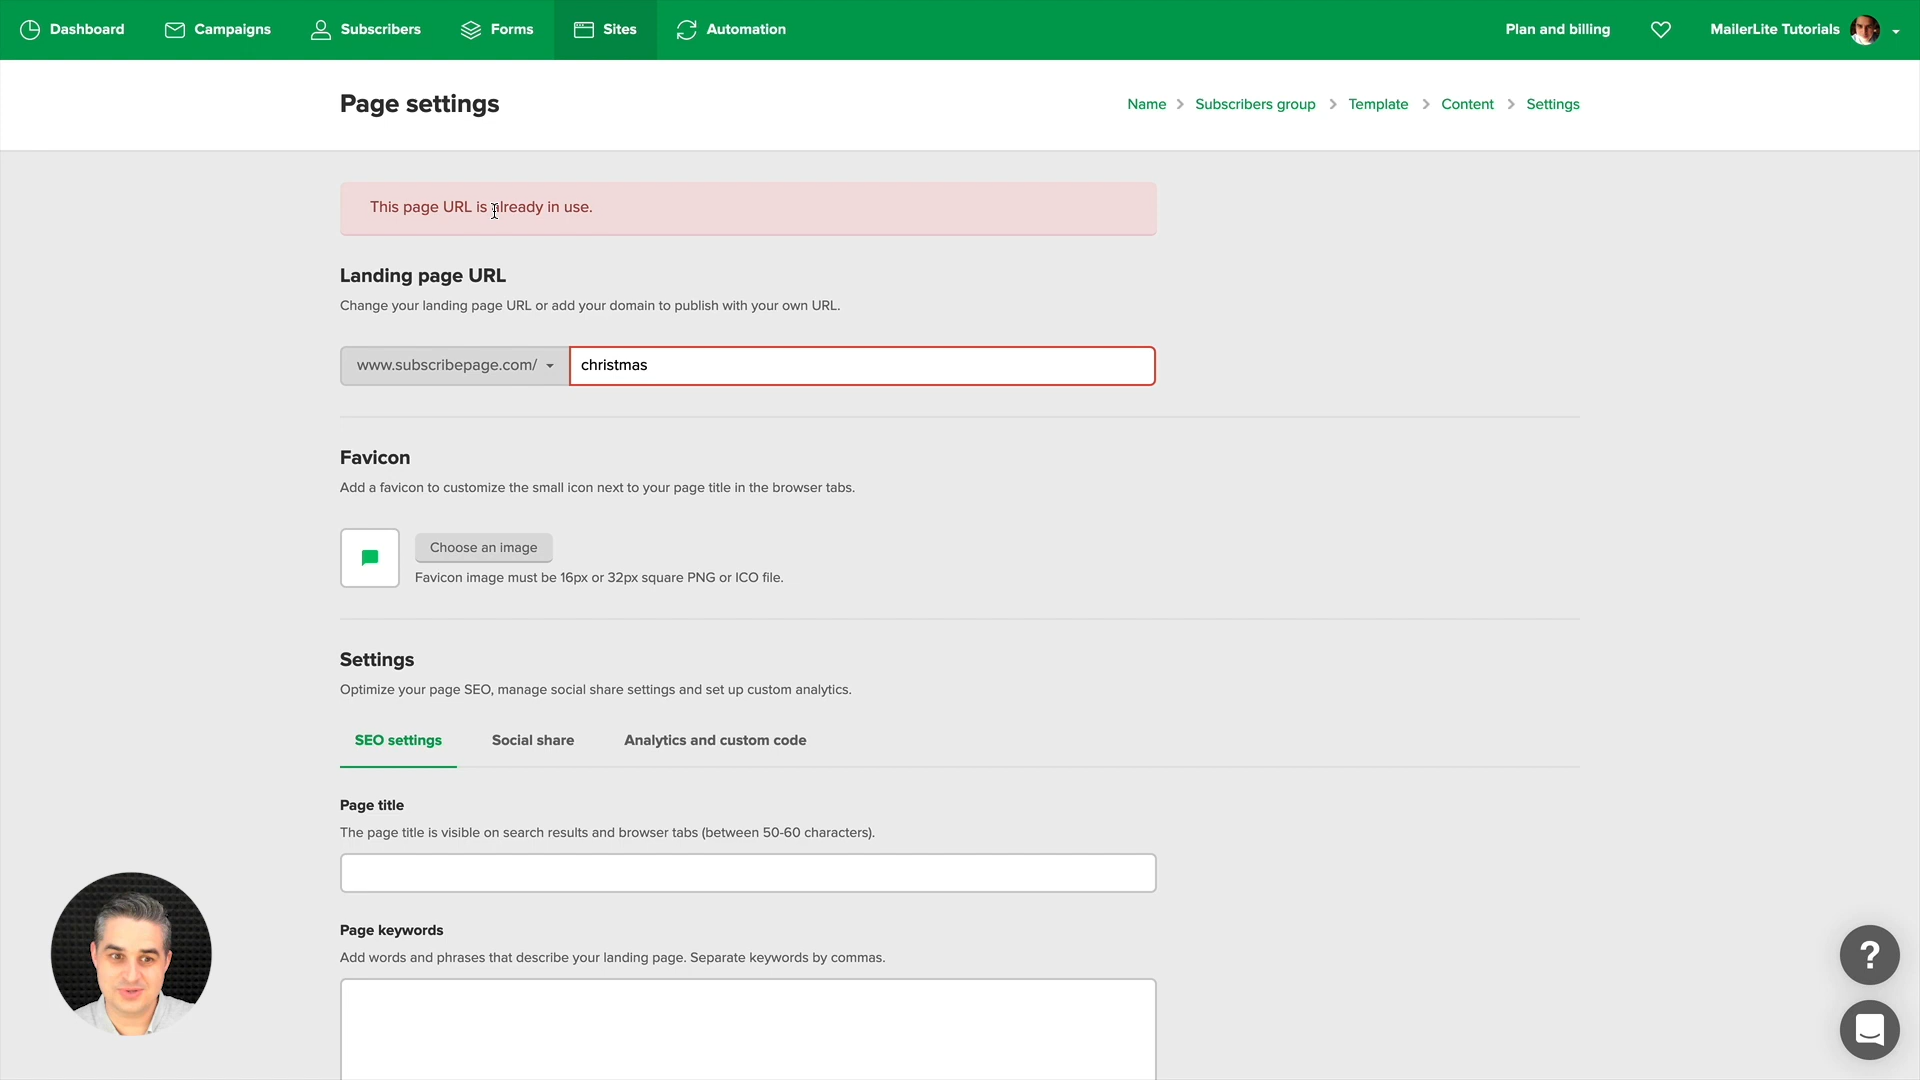 Dashboard
Campaigns
Subscribers
Forms
Sites
Automation
Plan and billing
MailerLite Tutorials
Page settings
Name > Subscribers group > Template > Content > Settings
This page URL is already in use.
Landing page URL
Change your landing page URL or add your domain to publish with your own URL.
www.subscribepage.com/
christmas
Favicon
Add a favicon to customize the small icon next to your page title in the browser tabs.
Choose an image
Favicon image must be 16px or 32px square PNG or ICO file.
Settings
Optimize your page SEO, manage social share settings and set up custom analytics.
SEO settings
Social share
Analytics and custom code
Page title
The page title is visible on search results and browser tabs (between 50-60 characters).
Page keywords
Add words and phrases that describe your landing page. Separate keywords by commas.
?